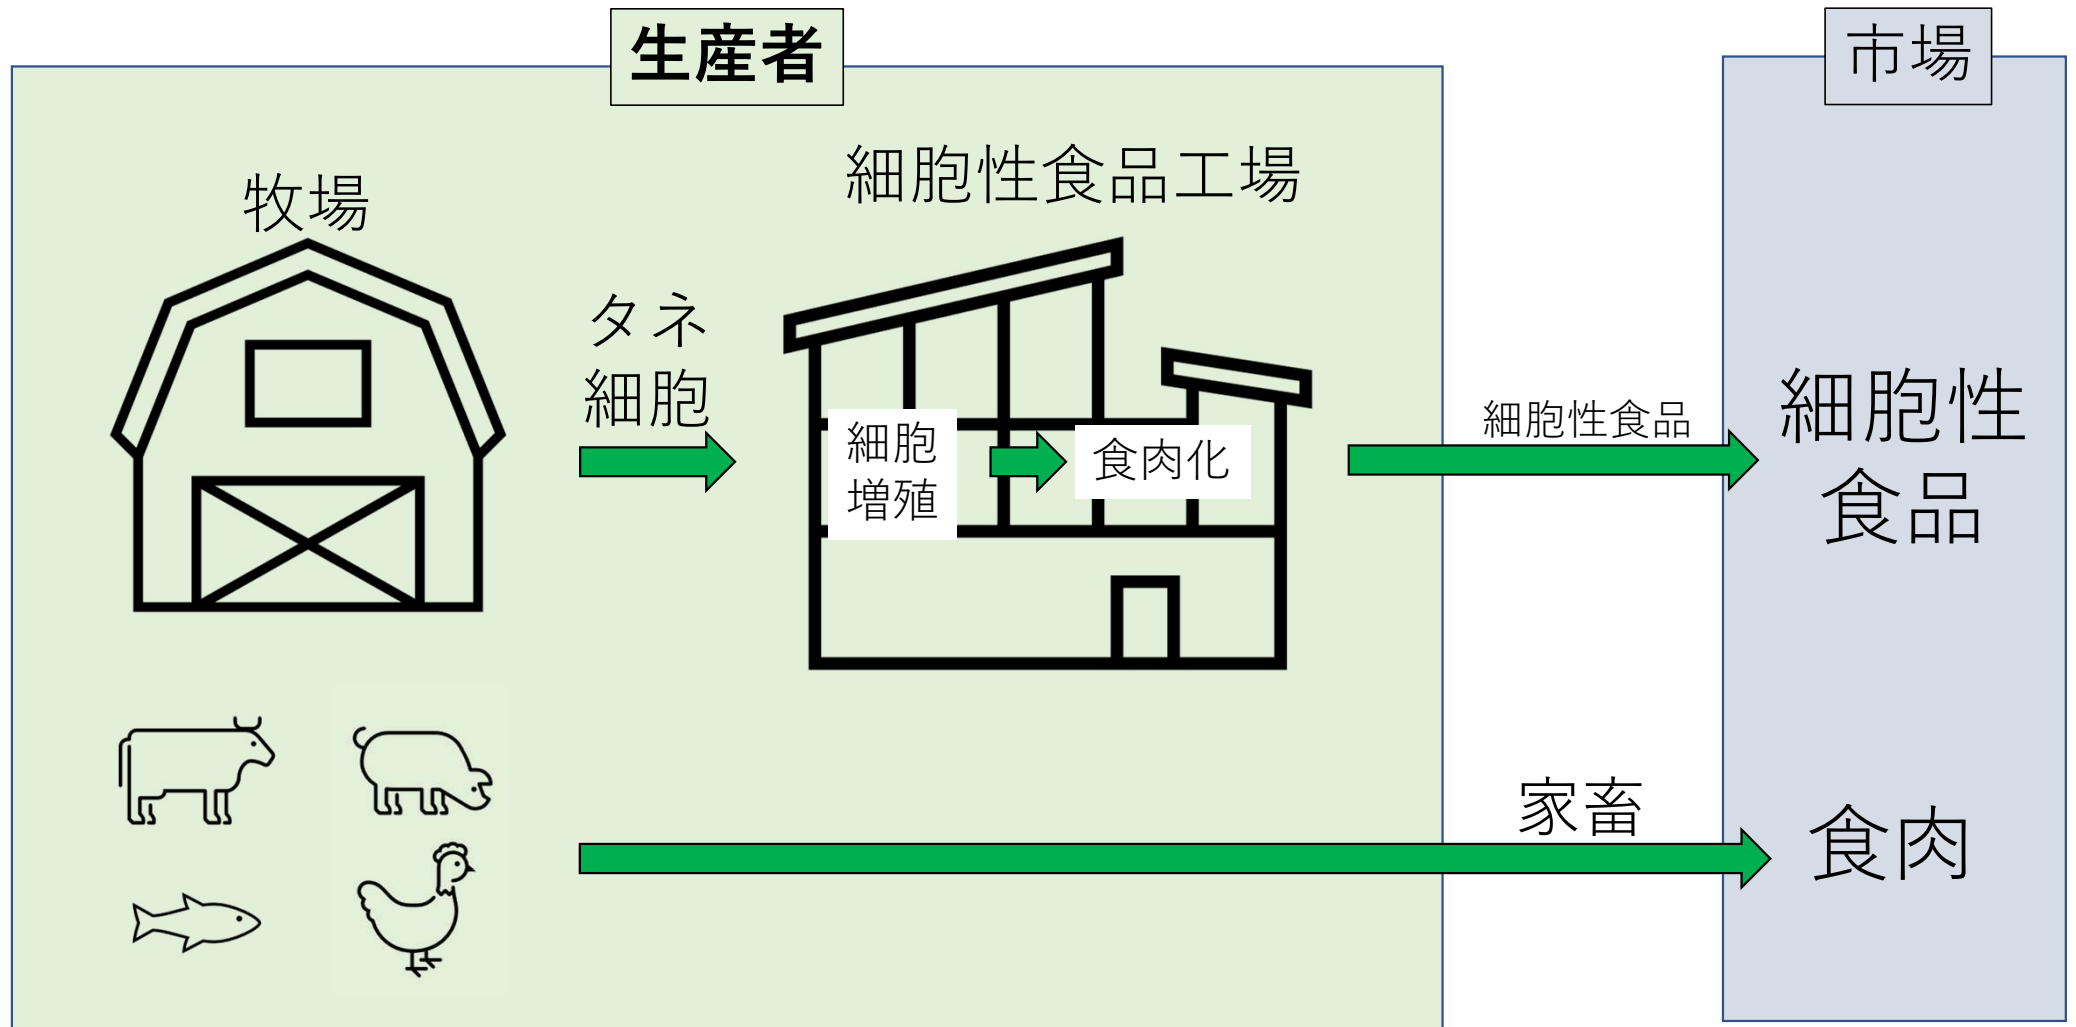 生産者
市場
牧場
細胞性食品工場
タネ
細胞
細胞
増殖
食肉化
細胞性食品
細胞性
食品
家畜
食肉